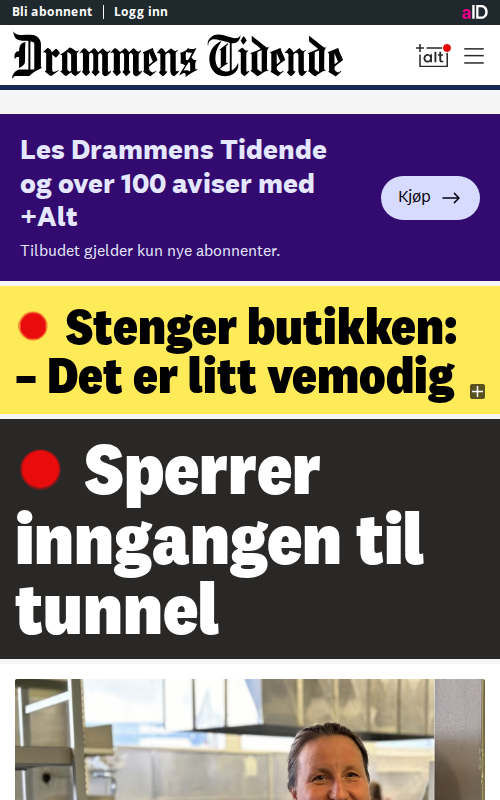 Bli abonnent | Logg inn
aID
Drammens Tidende
+alt
Les Drammens Tidende
og over 100 aviser med
+Alt
Kjøp →
Tilbudet gjelder kun nye abonnenter.
Stenger butikken:
– Det er litt vemodig
Sperrer
inngangen til
tunnel